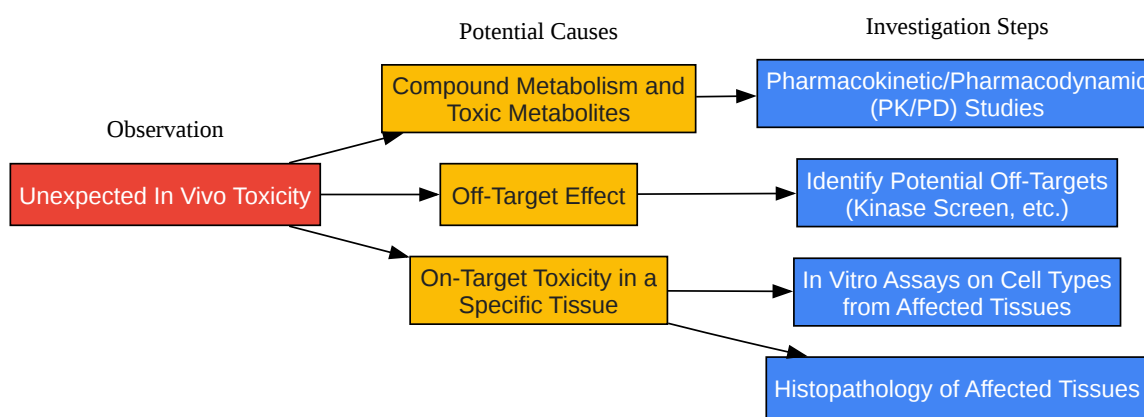 Observation
Unexpected In Vivo Toxicity
Potential Causes
Compound Metabolism and
Toxic Metabolites
Off-Target Effect
On-Target Toxicity in a
Specific Tissue
Investigation Steps
Pharmacokinetic/Pharmacodynamic
(PK/PD) Studies
Identify Potential Off-Targets
(Kinase Screen, etc.)
In Vitro Assays on Cell Types
from Affected Tissues
Histopathology of Affected Tissues